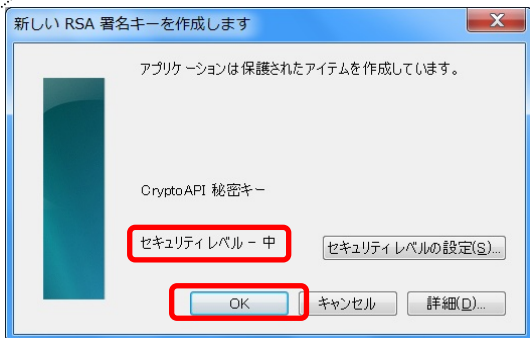 新しい RSA 署名キーを作成します
アプリケーションは保護されたアイテムを作成しています。
CryptoAPI 秘密キー
セキュリティ レベル - 中
セキュリティ レベルの設定(S)...
OK
キャンセル
詳細(D)...